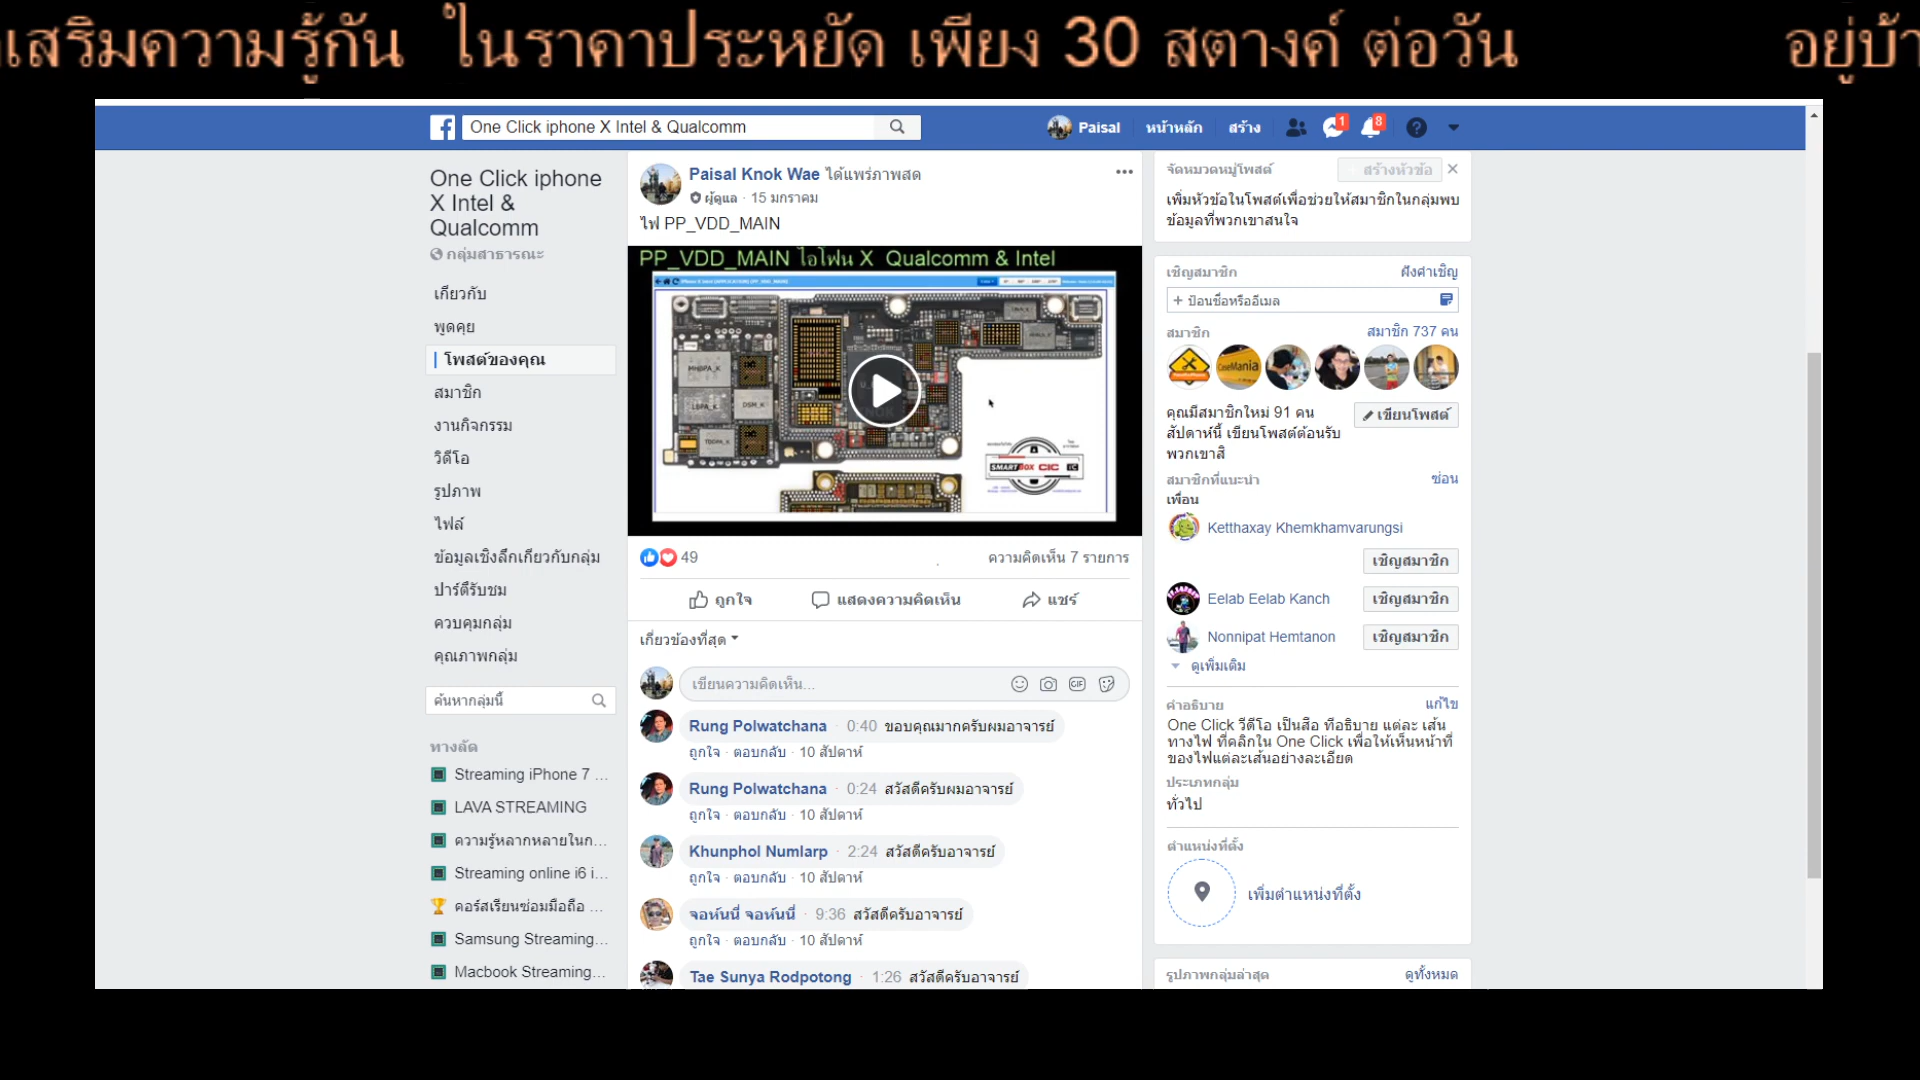 เสริมความรู้กัน ในราคาประหยัด เพียง 30 สตางค์ ต่อวัน อยู่บ้า
One Click iphone X Intel & Qualcomm
Paisal
หน้าหลัก
สร้าง
1
8
One Click iphone
X Intel &
Qualcomm
กลุ่มสาธารณะ
เกี่ยวกับ
พูดคุย
โพสต์ของคุณ
สมาชิก
งานกิจกรรม
วิดีโอ
รูปภาพ
ไฟล์
ข้อมูลเชิงลึกเกี่ยวกับกลุ่ม
ปาร์ตี้รับชม
ควบคุมกลุ่ม
คุณภาพกลุ่ม
ค้นหากลุ่มนี้
ทางลัด
Streaming iPhone 7 ...
LAVA STREAMING
ความรู้หลากหลายในก...
Streaming online i6 i...
คอร์สเรียนซ่อมมือถือ ...
Samsung Streaming...
Macbook Streaming...
Paisal Knok Wae ได้แพร่ภาพสด
ผู้ดูแล · 15 มกราคม
ไฟ PP_VDD_MAIN
PP_VDD_MAIN ไอโฟน X Qualcomm & Intel
MHBPA_K
LBPA_K
DSM_K
TDDPA_K
SMARTBOX CIC IC
49
ความคิดเห็น 7 รายการ
ถูกใจ
แสดงความคิดเห็น
แชร์
เกี่ยวข้องที่สุด
เขียนความคิดเห็น...
GIF
Rung Polwatchana · 0:40 ขอบคุณมากครับผมอาจารย์
ถูกใจ · ตอบกลับ · 10 สัปดาห์
Rung Polwatchana · 0:24 สวัสดีครับผมอาจารย์
ถูกใจ · ตอบกลับ · 10 สัปดาห์
Khunphol Numlarp · 2:24 สวัสดีครับอาจารย์
ถูกใจ · ตอบกลับ · 10 สัปดาห์
จอห์นนี่ จอห์นนี่ · 9:36 สวัสดีครับอาจารย์
ถูกใจ · ตอบกลับ · 10 สัปดาห์
Tae Sunya Rodpotong · 1:26 สวัสดีครับอาจารย์
จัดหมวดหมู่โพสต์
สร้างหัวข้อ
เพิ่มหัวข้อในโพสต์เพื่อช่วยให้สมาชิกในกลุ่มพบ
ข้อมูลที่พวกเขาสนใจ
เชิญสมาชิก
ฝังคำเชิญ
+ ป้อนชื่อหรืออีเมล
สมาชิก
สมาชิก 737 คน
CaseMania
คุณมีสมาชิกใหม่ 91 คน
สัปดาห์นี้ เขียนโพสต์ต้อนรับ
พวกเขาสิ
เขียนโพสต์
สมาชิกที่แนะนำ
ซ่อน
เพื่อน
Ketthaxay Khemkhamvarungsi
เชิญสมาชิก
Eelab Eelab Kanch
เชิญสมาชิก
Nonnipat Hemtanon
เชิญสมาชิก
ดูเพิ่มเติม
คำอธิบาย
แก้ไข
One Click วีดีโอ เป็นสือ ที่อธิบาย แต่ละ เส้น
ทางไฟ ที่คลิกใน One Click เพื่อให้เห็นหน้าที่
ของไฟแต่ละเส้นอย่างละเอียด
ประเภทกลุ่ม
ทั่วไป
ตำแหน่งที่ตั้ง
เพิ่มตำแหน่งที่ตั้ง
รูปภาพกลุ่มล่าสุด
ดูทั้งหมด